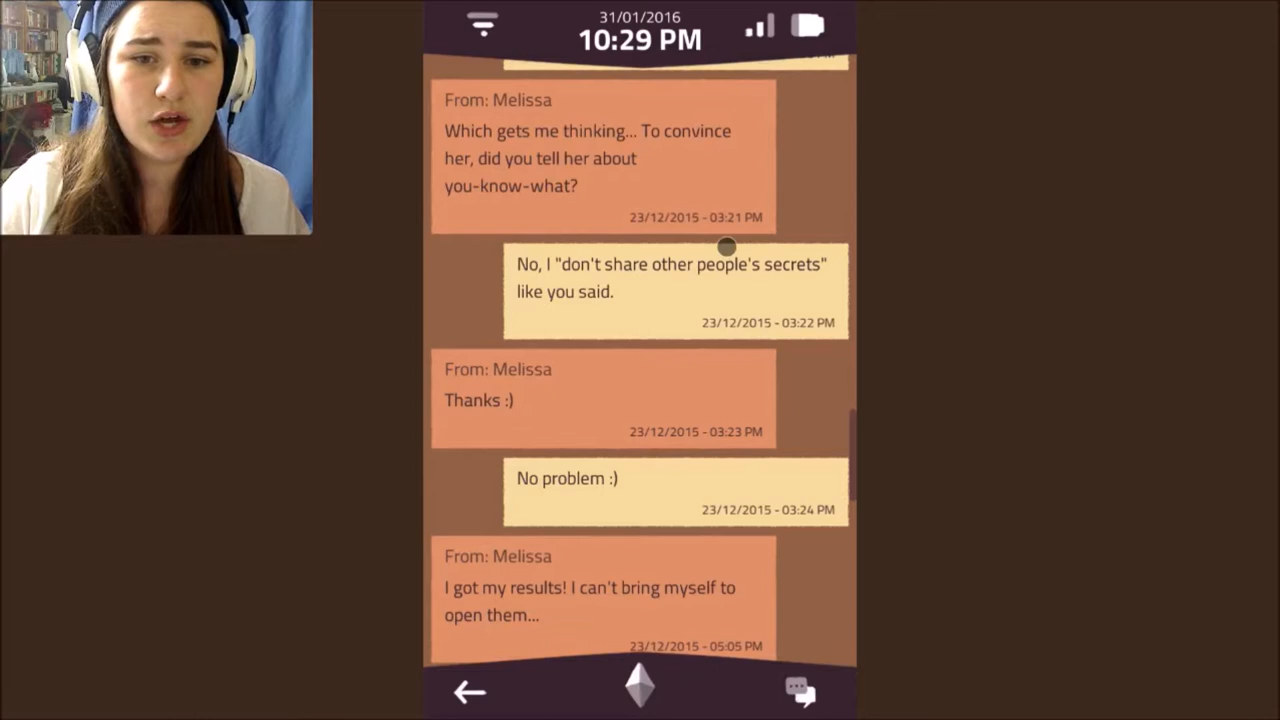 31/01/2016
10:29 PM
From: Melissa
Which gets me thinking... To convince
her, did you tell her about
you-know-what?
23/12/2015 - 03:21 PM
No, I "don't share other people's secrets"
like you said.
23/12/2015 - 03:22 PM
From: Melissa
Thanks :)
23/12/2015 - 03:23 PM
No problem :)
23/12/2015 - 03:24 PM
From: Melissa
I got my results! I can't bring myself to
open them...
23/12/2015 - 05:05 PM